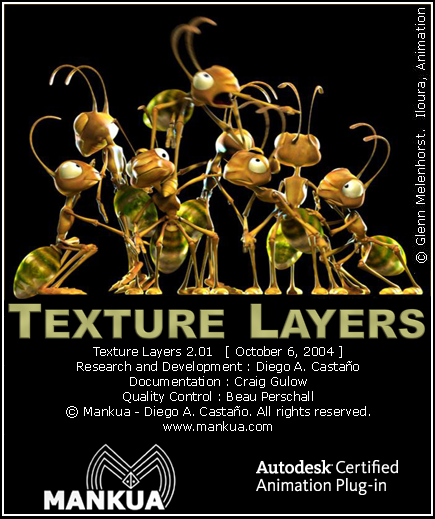 © Glenn Melenhorst. Iloura, Animation
TEXTURE LAYERS
Texture Layers 2.01 [ October 6, 2004 ]
Research and Development : Diego A. Castaño
Documentation : Craig Gulow
Quality Control : Beau Perschall
© Mankua - Diego A. Castaño. All rights reserved.
www.mankua.com
MANKUA
Autodesk Certified
Animation Plug-in